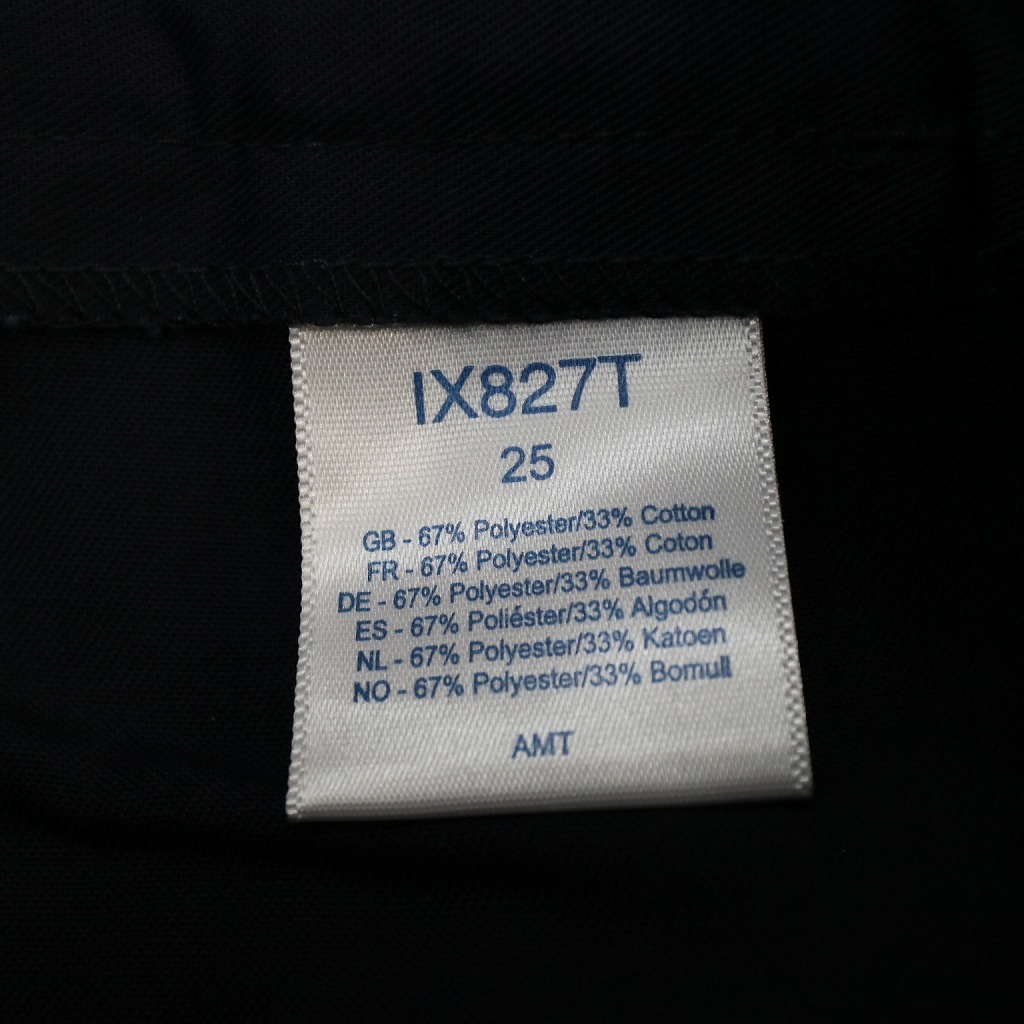 IX827T
25
GB - 67% Polyester/33% Cotton
FR - 67% Polyester/33% Coton
DE - 67% Polyester/33% Baumwolle
ES - 67% Poliéster/33% Algodón
NL - 67% Polyester/33% Katoen
NO - 67% Polyester/33% Bomull
AMT